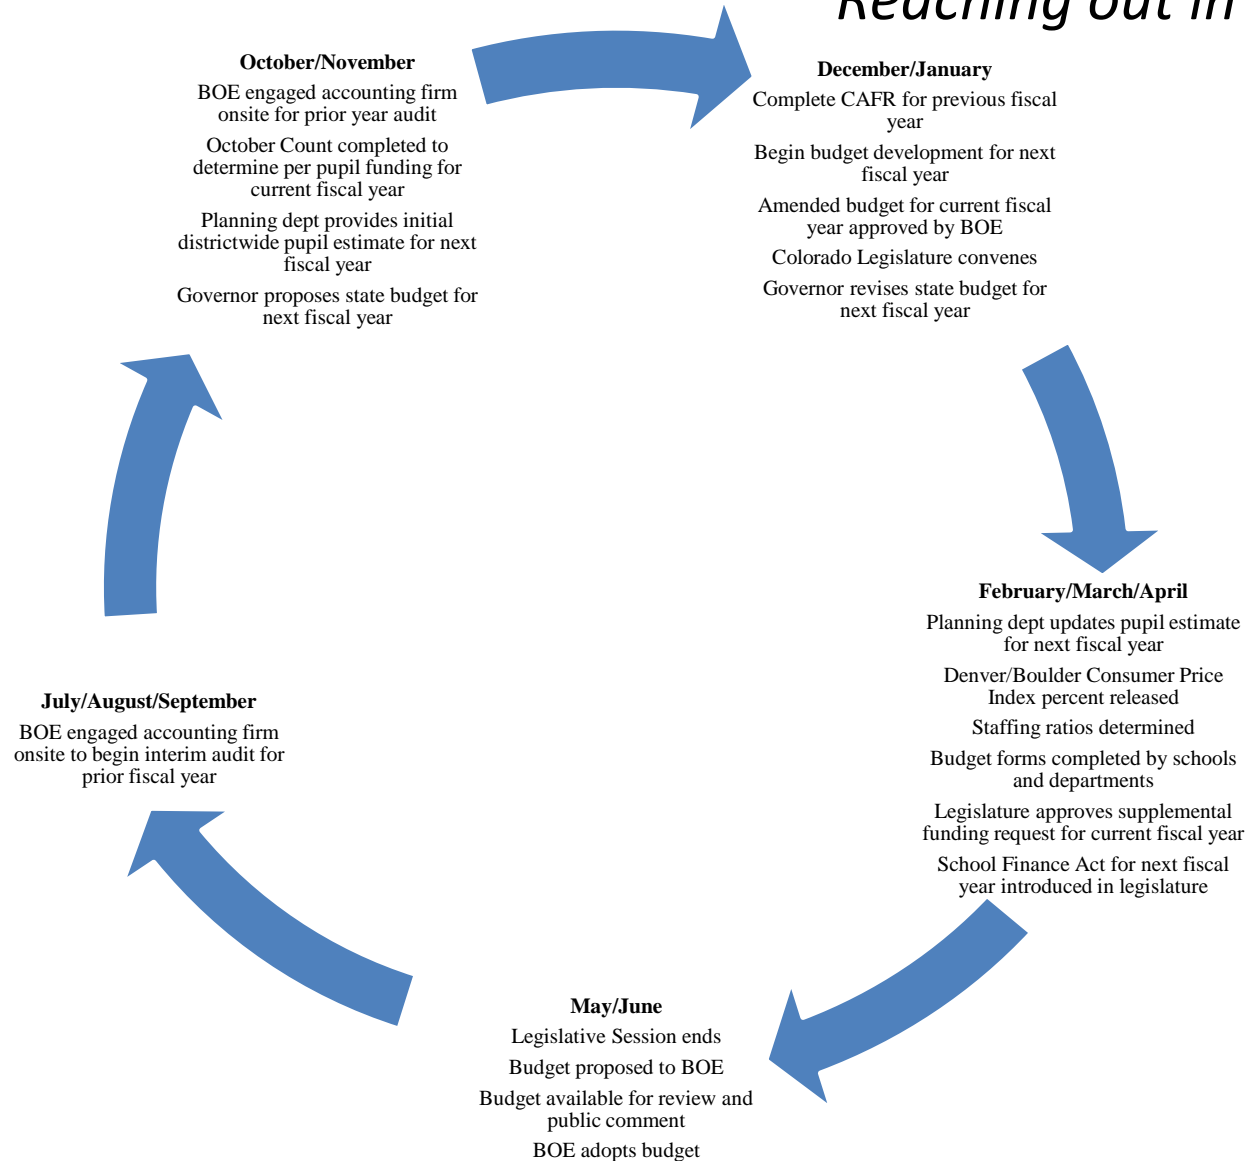 Reaching out in
October/November
BOE engaged accounting firm
onsite for prior year audit
October Count completed to
determine per pupil funding for
current fiscal year
Planning dept provides initial
districtwide pupil estimate for next
fiscal year
Governor proposes state budget for
next fiscal year
December/January
Complete CAFR for previous fiscal
year
Begin budget development for next
fiscal year
Amended budget for current fiscal
year approved by BOE
Colorado Legislature convenes
Governor revises state budget for
next fiscal year
February/March/April
Planning dept updates pupil estimate
for next fiscal year
Denver/Boulder Consumer Price
Index percent released
Staffing ratios determined
Budget forms completed by schools
and departments
Legislature approves supplemental
funding request for current fiscal year
School Finance Act for next fiscal
year introduced in legislature
May/June
Legislative Session ends
Budget proposed to BOE
Budget available for review and
public comment
BOE adopts budget
July/August/September
BOE engaged accounting firm
onsite to begin interim audit for
prior fiscal year